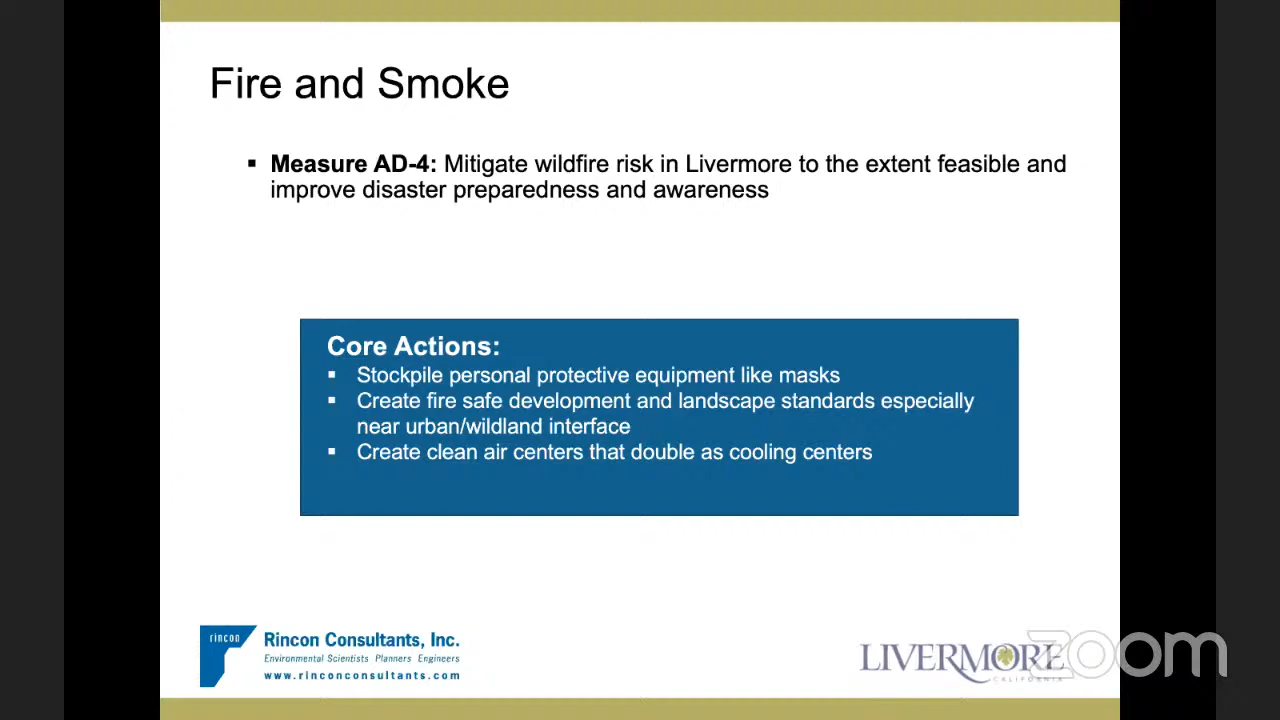 Fire and Smoke
▪ Measure AD-4: Mitigate wildfire risk in Livermore to the extent feasible and
improve disaster preparedness and awareness
Core Actions:
▪ Stockpile personal protective equipment like masks
▪ Create fire safe development and landscape standards especially
near urban/wildland interface
▪ Create clean air centers that double as cooling centers
rincon
Rincon Consultants, Inc.
Environmental Scientists Planners Engineers
www.rinconconsultants.com
LIVERMORE
CALIFORNIA
zoom